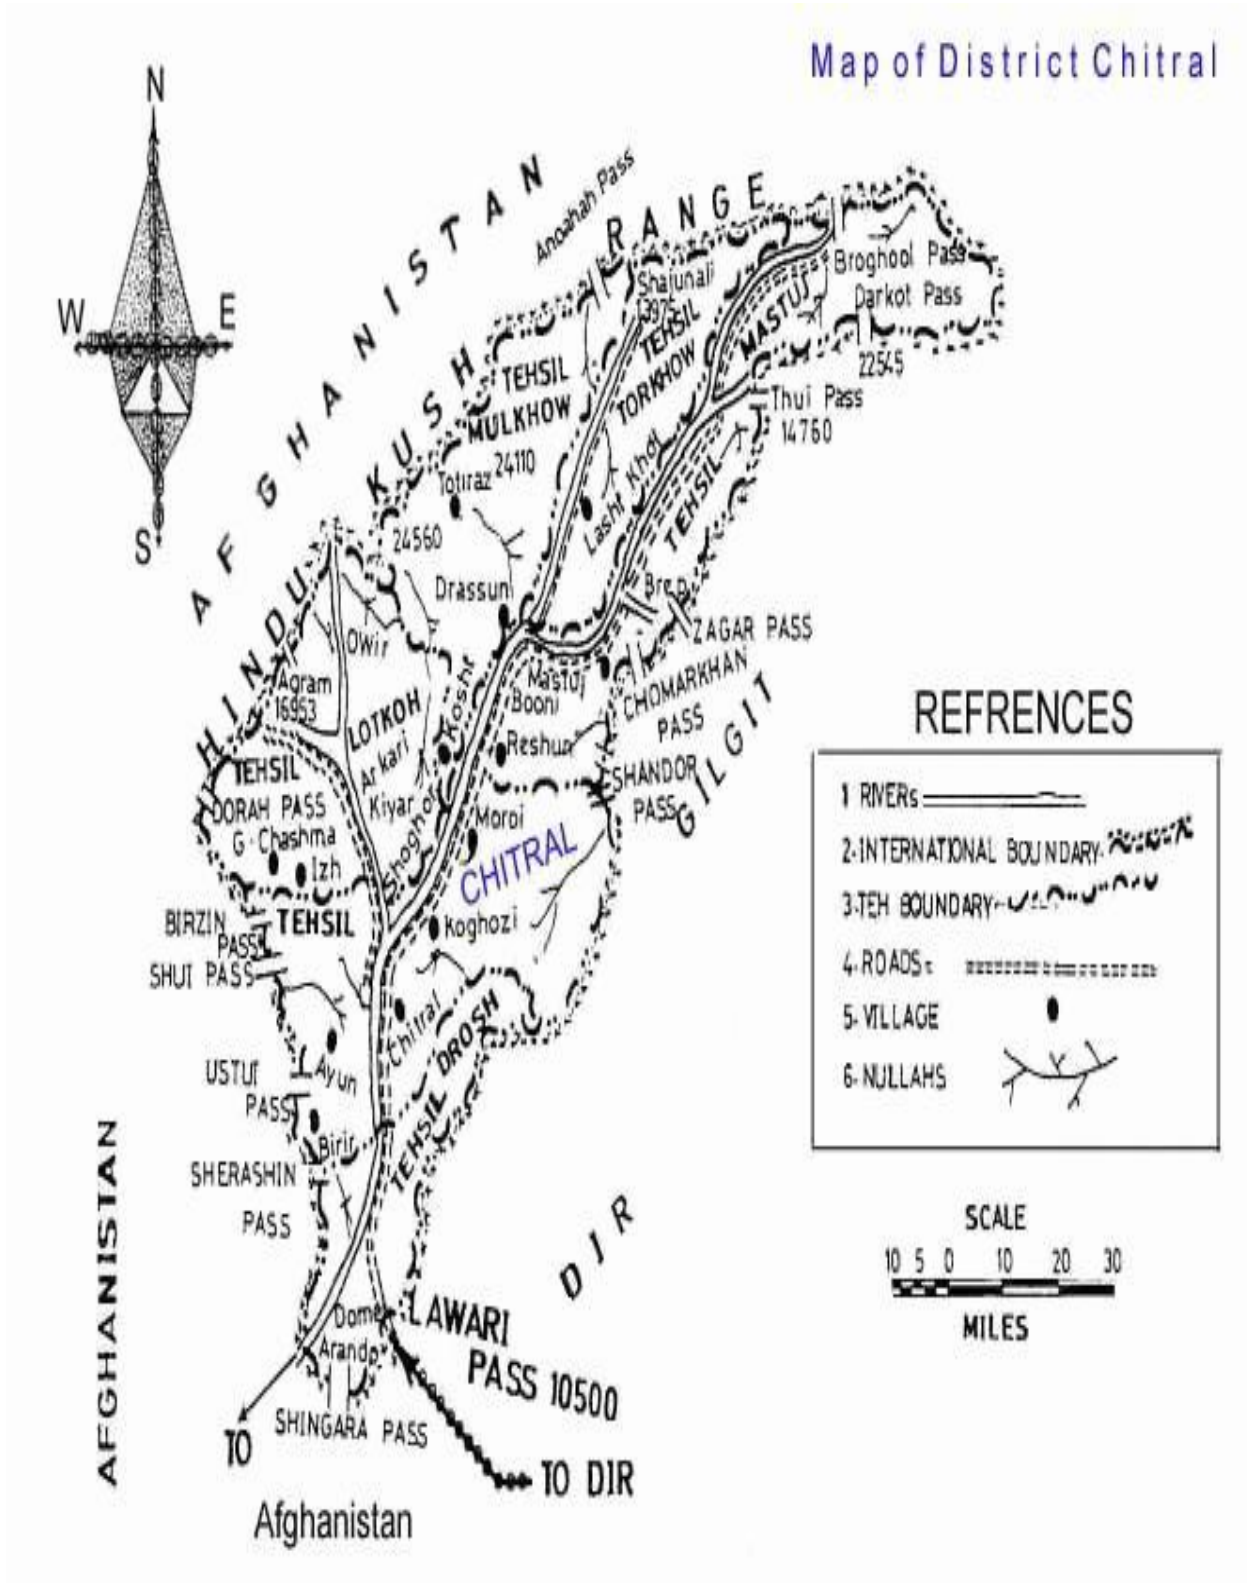 Map of District Chitral
N
W
E
S
AFGHANISTAN
HINDU KUSH RANGE
Anoahah Pass
Shajunali
13975
TEHSIL
TORKHOW
MASTUJ
TEHSIL
Broghool Pass
Darkot Pass
22545
Thui Pass
14760
TEHSIL
MULKHOW
24110
Totiraz
24560
Lasht Khot
Drassun
Brep
ZAGAR PASS
CHOMARKHAN
PASS
Owir
Agram
16953
LOTKOH
TEHSIL
Arkari
Kosht
Mastuj
Booni
Reshun
SHANDOR
PASS
GILGIT
DORAH PASS
G. Chashma
Izh
Kiyar
Shoghor
Moroi
CHITRAL
Koghozi
BIRZIN
PASS
TEHSIL
SHUI PASS
Chitral
Ayun
USTUI
PASS
Birir
TEHSIL DROSH
SHERASHIN
PASS
AFGHANISTAN
DIR
Arandp
LAWARI
PASS 10500
SHINGARA PASS
TO
Afghanistan
TO DIR
REFRENCES
1 RIVERs
2. INTERNATIONAL BOUNDARY
3. TEH BOUNDARY
4. ROADS
5. VILLAGE
6. NULLAHS
SCALE
10 5 0 10 20 30
MILES